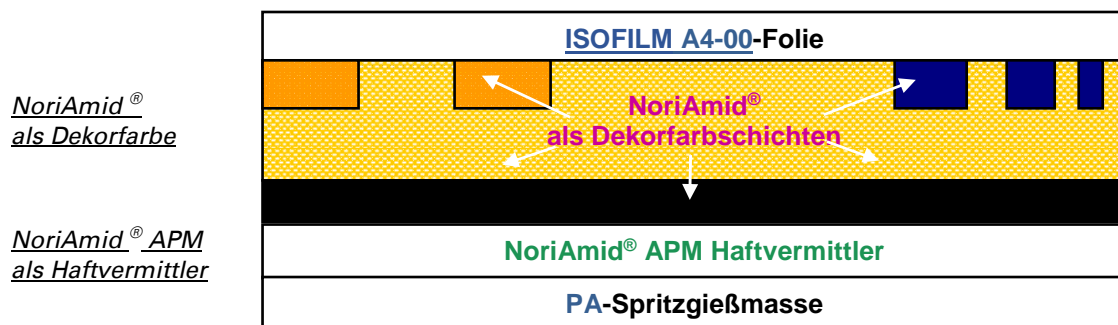 ISOFILM A4-00-Folie
NoriAmid ®
als Dekorfarbe
NoriAmid®
als Dekorfarbschichten
NoriAmid ® APM
als Haftvermittler
NoriAmid® APM Haftvermittler
PA-Spritzgießmasse